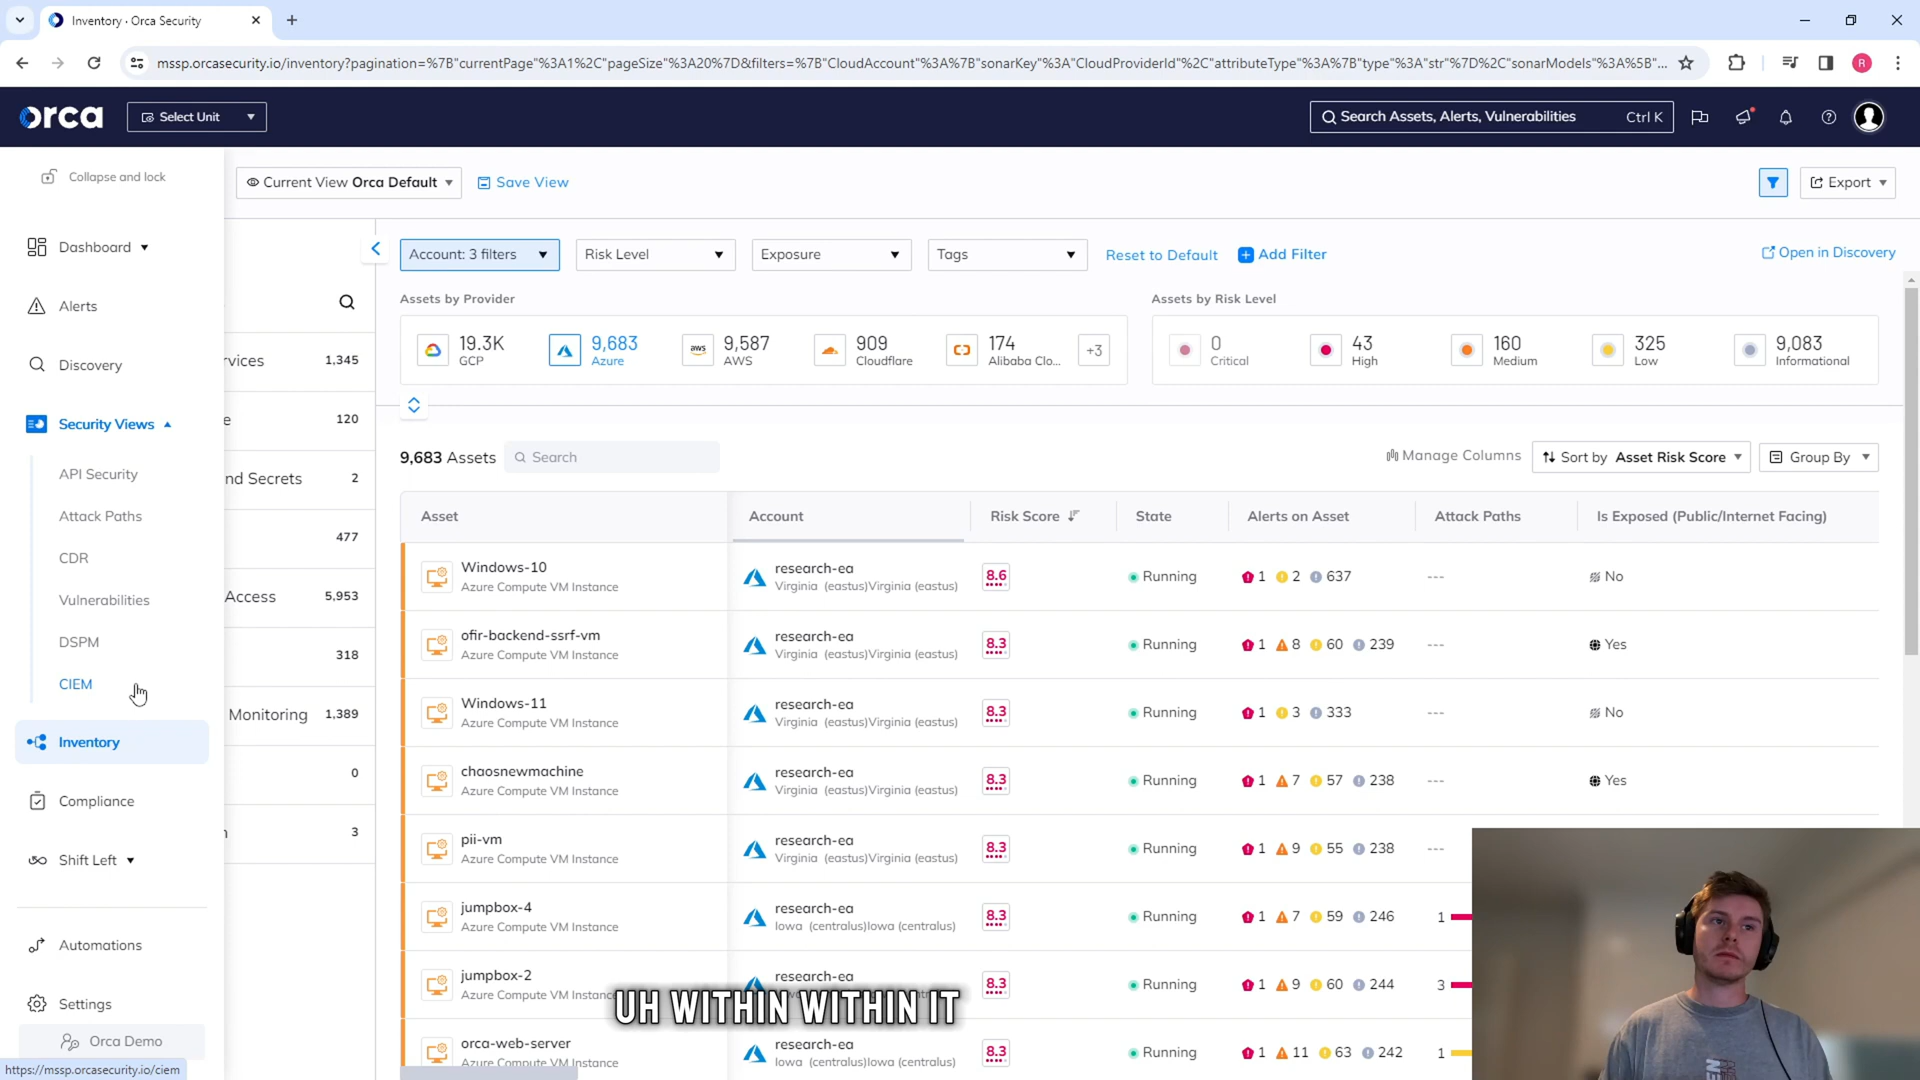 Inventory · Orca Security
mssp.orcasecurity.io/inventory?pagination=%7B"currentPage"%3A1%2C"pageSize"%3A20%7D&filters=%7B"CloudAccount"%3A%7B"sonarKey"%3A"CloudProviderId"%2C"attributeType"%3A%7B"type"%3A"str"%7D%2C"sonarModels"%3A%5B"...
R
orca
Select Unit
Search Assets, Alerts, Vulnerabilities Ctrl K
Collapse and lock
Current View Orca Default
Save View
Export
Dashboard
Alerts
Discovery
Security Views
API Security
Attack Paths
CDR
Vulnerabilities
DSPM
CIEM
Inventory
Compliance
Shift Left
Automations
Settings
Orca Demo
https://mssp.orcasecurity.io/ciem
rvices 1,345
e 120
nd Secrets 2
477
Access 5,953
318
Monitoring 1,389
0
3
Account: 3 filters
Risk Level
Exposure
Tags
Reset to Default
Add Filter
Open in Discovery
Assets by Provider
19.3K GCP
9,683 Azure
aws 9,587 AWS
909 Cloudflare
174 Alibaba Clo...
+3
Assets by Risk Level
0 Critical
43 High
160 Medium
325 Low
9,083 Informational
9,683 Assets
Search
Manage Columns
Sort by Asset Risk Score
Group By
Asset Account Risk Score State Alerts on Asset Attack Paths Is Exposed (Public/Internet Facing)
Windows-10 research-ea 8.6 Running 1 2 637 --- No
Azure Compute VM Instance Virginia (eastus)Virginia (eastus)
ofir-backend-ssrf-vm research-ea 8.3 Running 1 8 60 239 --- Yes
Azure Compute VM Instance Virginia (eastus)Virginia (eastus)
Windows-11 research-ea 8.3 Running 1 3 333 --- No
Azure Compute VM Instance Virginia (eastus)Virginia (eastus)
chaosnewmachine research-ea 8.3 Running 1 7 57 238 --- Yes
Azure Compute VM Instance Virginia (eastus)Virginia (eastus)
pii-vm research-ea 8.3 Running 1 9 55 238 ---
Azure Compute VM Instance Virginia (eastus)Virginia (eastus)
jumpbox-4 research-ea 8.3 Running 1 7 59 246 1
Azure Compute VM Instance Iowa (centralus)Iowa (centralus)
jumpbox-2 research-ea 8.3 Running 1 9 60 244 3
Azure Compute VM Instance
UH WITHIN WITHIN IT
orca-web-server research-ea 8.3 Running 1 11 63 242 1
Azure Compute VM Instance Iowa (centralus)Iowa (centralus)